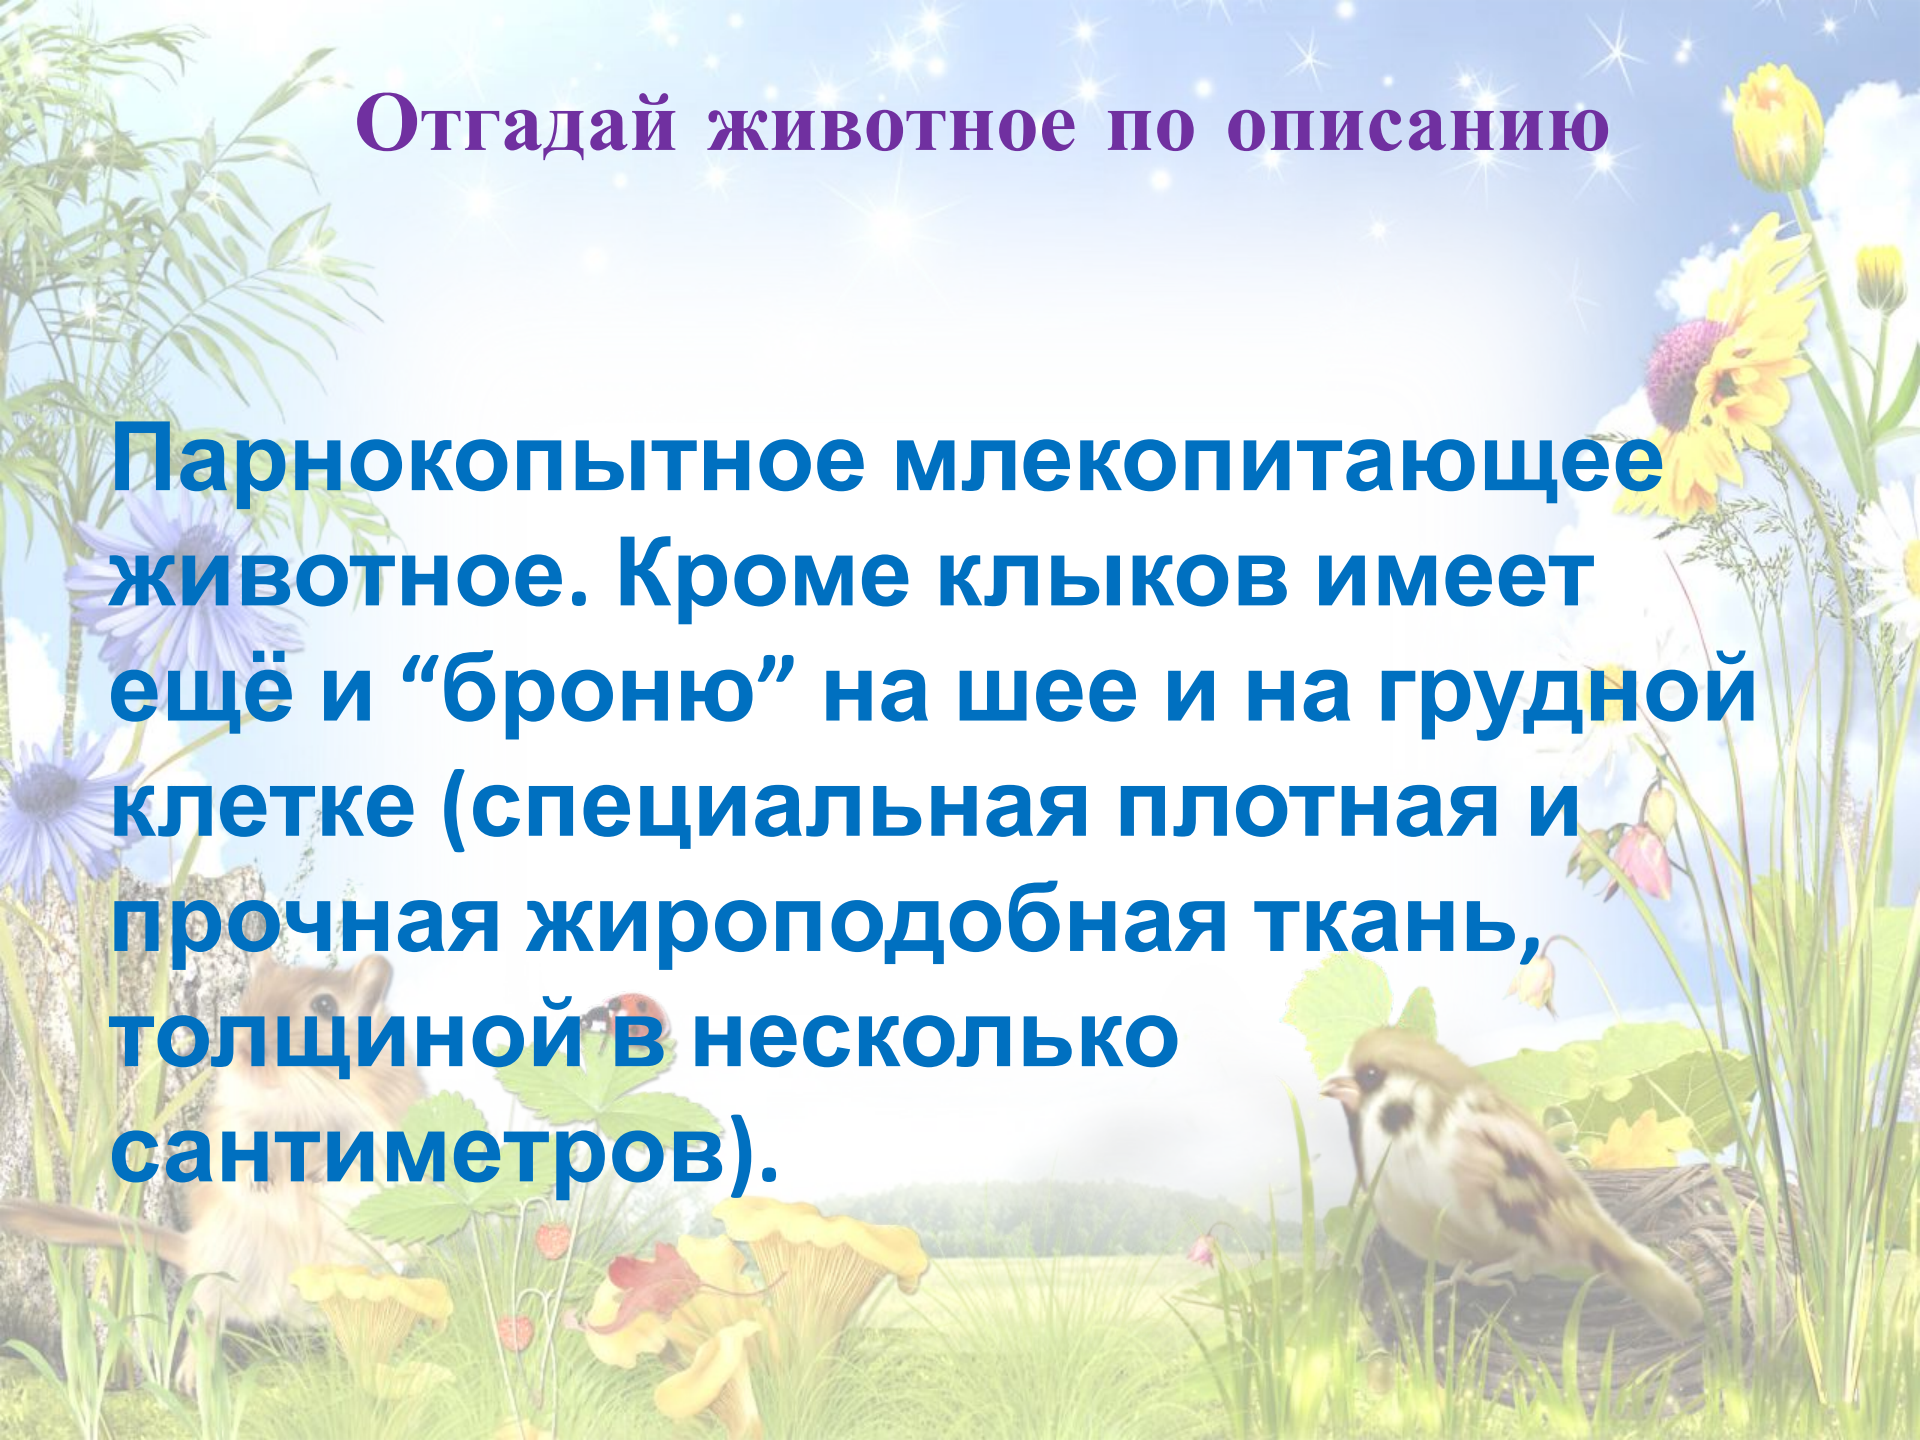 Отгадай животное по описанию
Парнокопытное млекопитающее
животное. Кроме клыков имеет
ещё и “броню” на шее и на грудной
клетке (специальная плотная и
прочная жироподобная ткань,
толщиной в несколько
сантиметров).